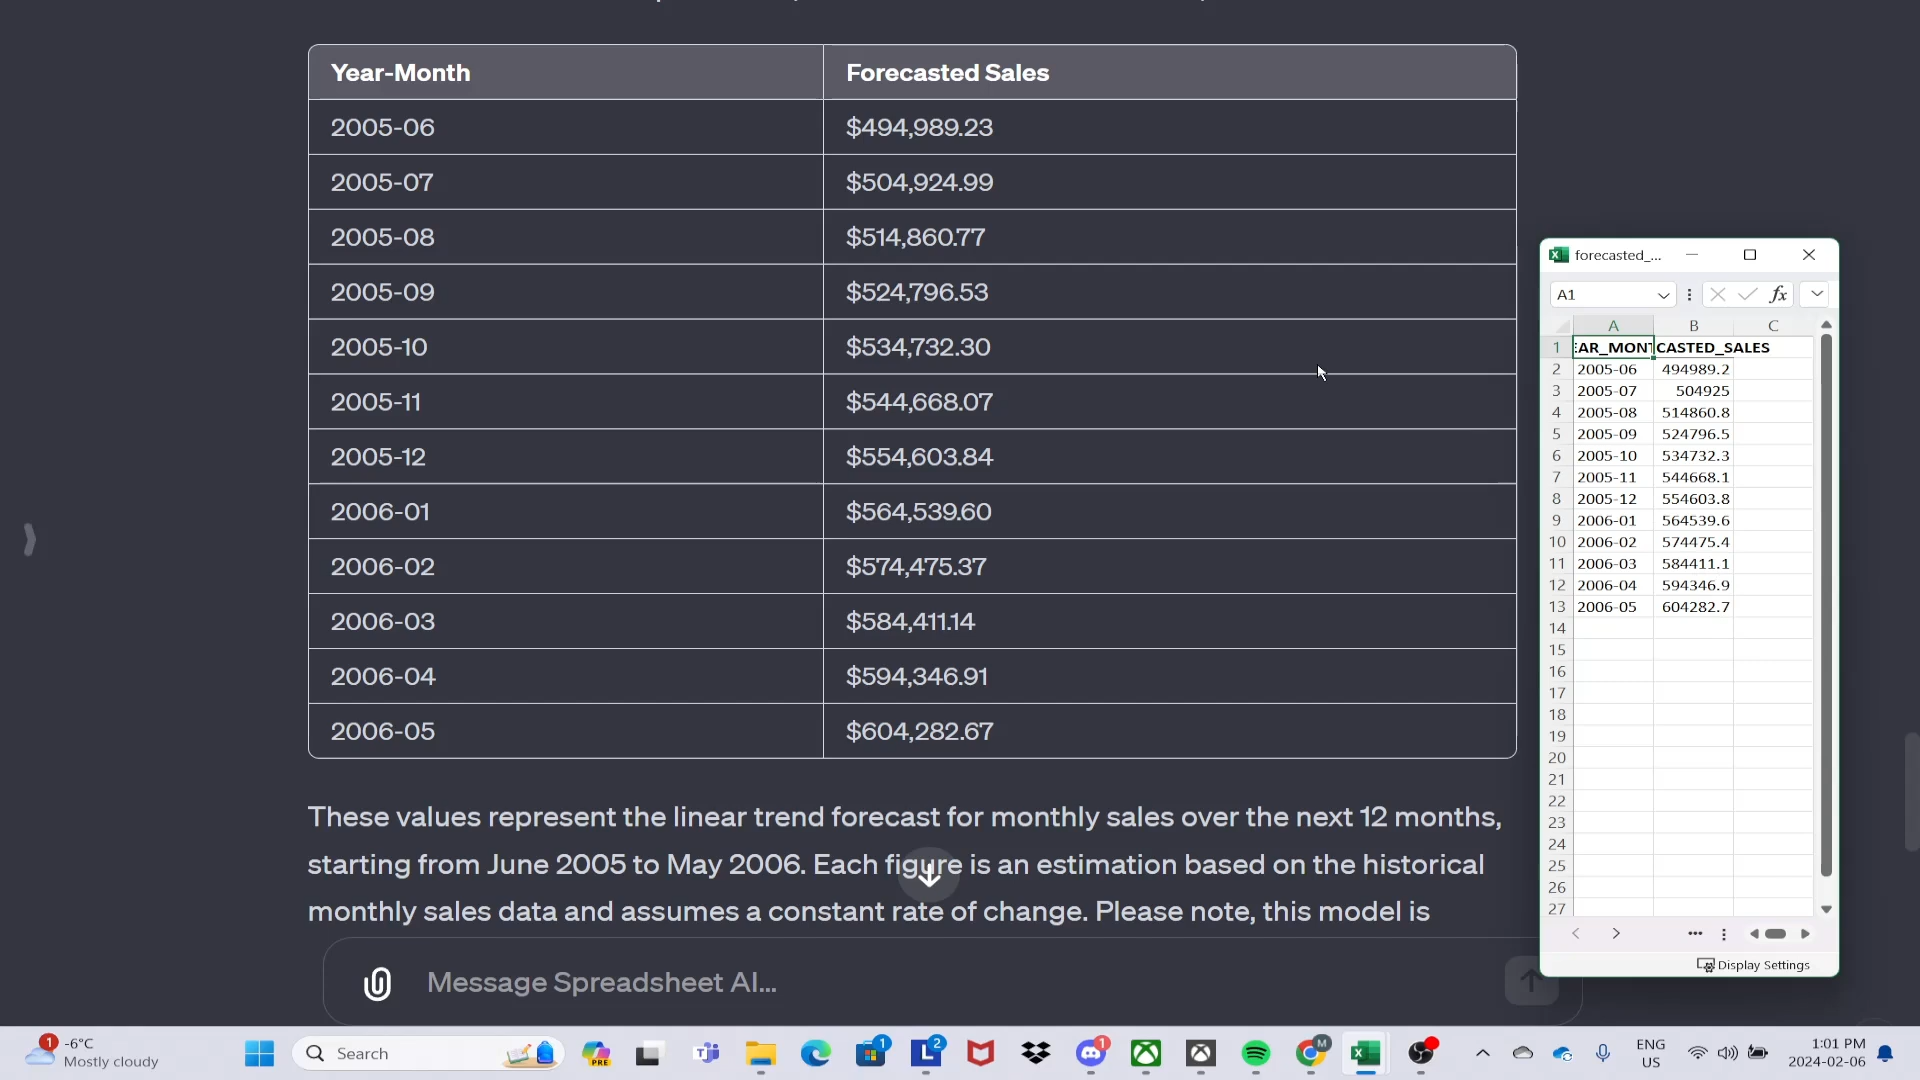 Year-Month Forecasted Sales
2005-06 $494,989.23
2005-07 $504,924.99
2005-08 $514,860.77
2005-09 $524,796.53
2005-10 $534,732.30
2005-11 $544,668.07
2005-12 $554,603.84
2006-01 $564,539.60
2006-02 $574,475.37
2006-03 $584,411.14
2006-04 $594,346.91
2006-05 $604,282.67
These values represent the linear trend forecast for monthly sales over the next 12 months,
starting from June 2005 to May 2006. Each figure is an estimation based on the historical
monthly sales data and assumes a constant rate of change. Please note, this model is
Message Spreadsheet AI...
forecasted_...
A1 fx
A B C
1 EAR_MONT CASTED_SALES
2 2005-06 494989.2
3 2005-07 504925
4 2005-08 514860.8
5 2005-09 524796.5
6 2005-10 534732.3
7 2005-11 544668.1
8 2005-12 554603.8
9 2006-01 564539.6
10 2006-02 574475.4
11 2006-03 584411.1
12 2006-04 594346.9
13 2006-05 604282.7
14
15
16
17
18
19
20
21
22
23
24
25
26
27
Display Settings
1 -6°C
Mostly cloudy
Search
PRE
1
L 2
1
M
ENG
US
1:01 PM
2024-02-06